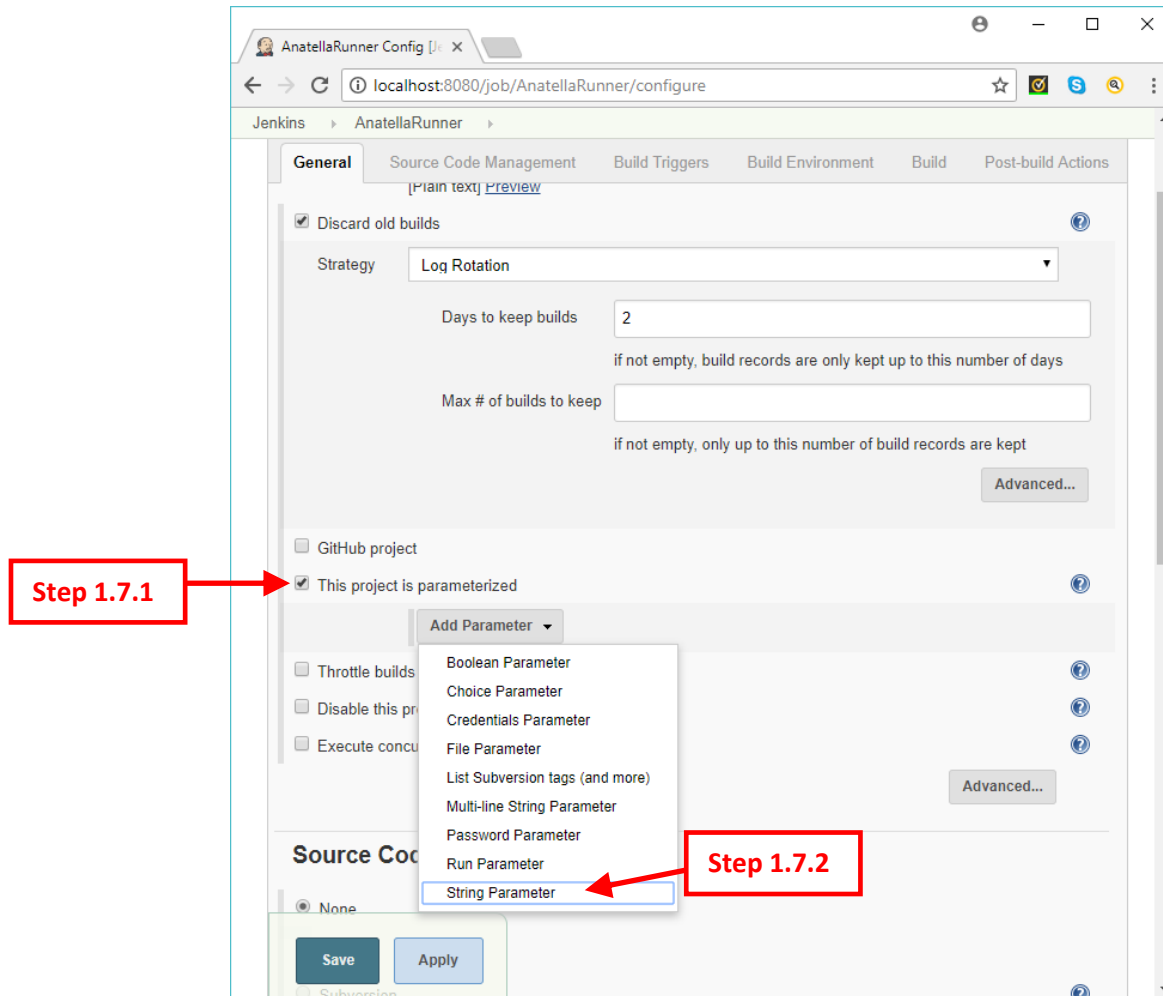 AnatellaRunner Config [Je
localhost:8080/job/AnatellaRunner/configure
Jenkins AnatellaRunner
General Source Code Management Build Triggers Build Environment Build Post-build Actions
[Plain text] Preview
Discard old builds
Strategy Log Rotation
Days to keep builds 2
if not empty, build records are only kept up to this number of days
Max # of builds to keep
if not empty, only up to this number of build records are kept
Advanced...
GitHub project
Step 1.7.1
This project is parameterized
Add Parameter
Boolean Parameter
Throttle builds
Choice Parameter
Disable this pr
Credentials Parameter
Execute concu
File Parameter
List Subversion tags (and more)
Advanced...
Multi-line String Parameter
Password Parameter
Source Coc
Run Parameter
Step 1.7.2
String Parameter
None
Save Apply
Subversion